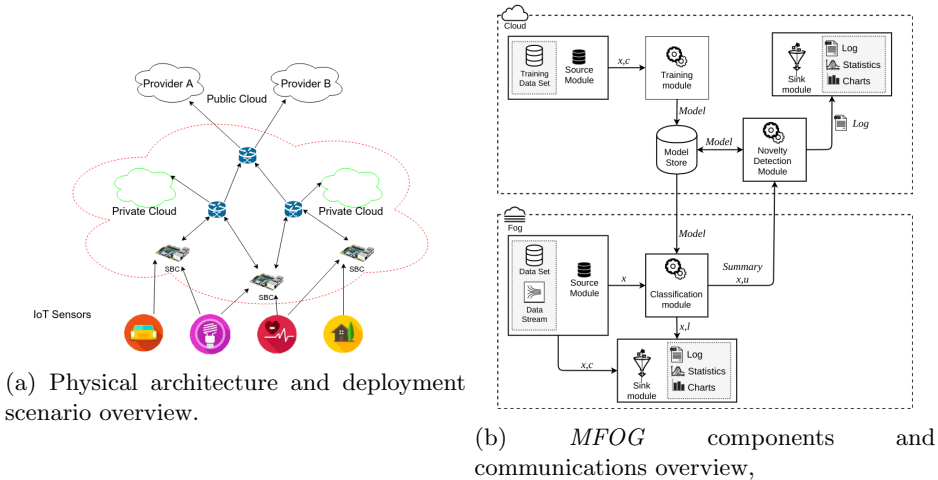 Provider A
Provider B
Public Cloud
Private Cloud
Private Cloud
SBC
SBC
SBC
IoT Sensors
(a) Physical architecture and deployment
scenario overview.
Cloud
Training
Data Set
Source
Module
x,c
Training
module
Sink
module
Log
Statistics
Charts
Model
Log
Model
Store
Model
Novelty
Detection
Module
Fog
Model
Data Set
Data
Stream
Source
Module
x
Classification
module
Summary
x,u
x,l
x,c
Sink
module
Log
Statistics
Charts
(b) MFOG components and
communications overview,